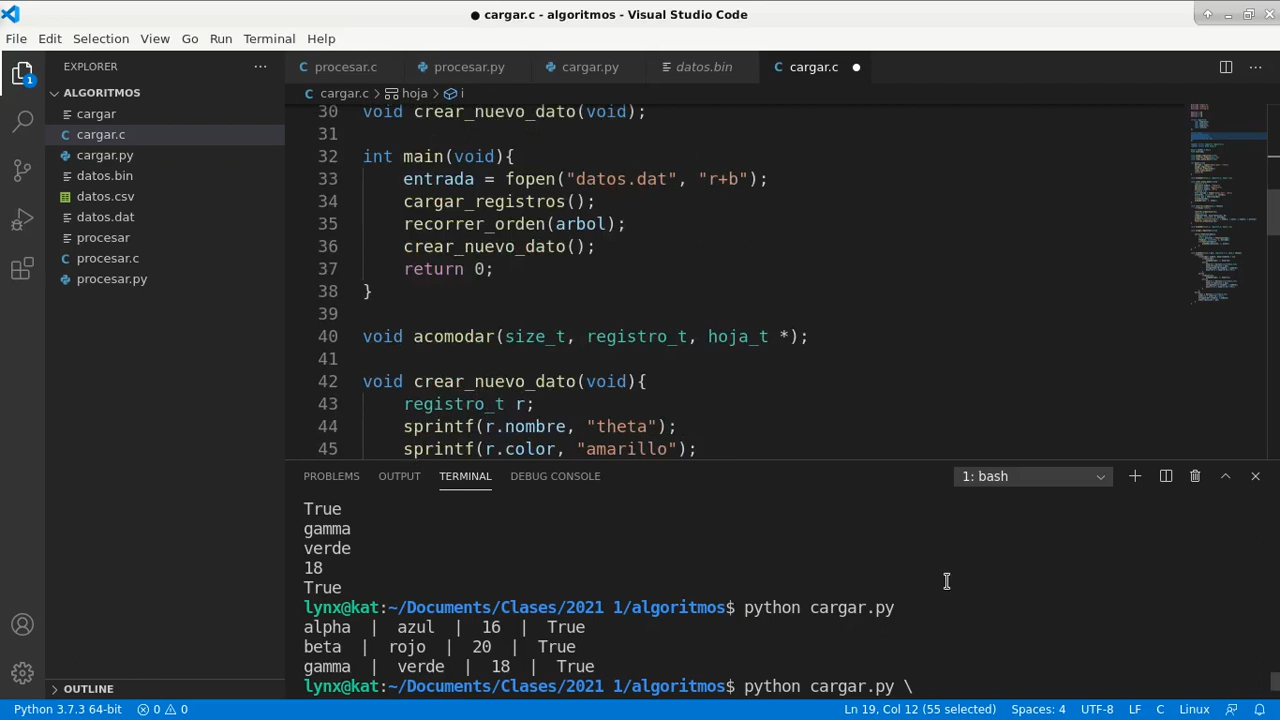 ● cargar.c - algoritmos - Visual Studio Code
File Edit Selection View Go Run Terminal Help
EXPLORER
ALGORITMOS
cargar
C cargar.c
cargar.py
datos.bin
datos.csv
datos.dat
procesar
C procesar.c
procesar.py
OUTLINE
1
C procesar.c procesar.py cargar.py datos.bin C cargar.c ●
C cargar.c > hoja > i
30 void crear_nuevo_dato(void);
31
32 int main(void){
33 entrada = fopen("datos.dat", "r+b");
34 cargar_registros();
35 recorrer_orden(arbol);
36 crear_nuevo_dato();
37 return 0;
38 }
39
40 void acomodar(size_t, registro_t, hoja_t *);
41
42 void crear_nuevo_dato(void){
43 registro_t r;
44 sprintf(r.nombre, "theta");
45 sprintf(r.color, "amarillo");
PROBLEMS OUTPUT TERMINAL DEBUG CONSOLE 1: bash
True
gamma
verde
18
True
lynx@kat:~/Documents/Clases/2021 1/algoritmos$ python cargar.py
alpha | azul | 16 | True
beta | rojo | 20 | True
gamma | verde | 18 | True
lynx@kat:~/Documents/Clases/2021 1/algoritmos$ python cargar.py \
Python 3.7.3 64-bit 0 0 Ln 19, Col 12 (55 selected) Spaces: 4 UTF-8 LF C Linux